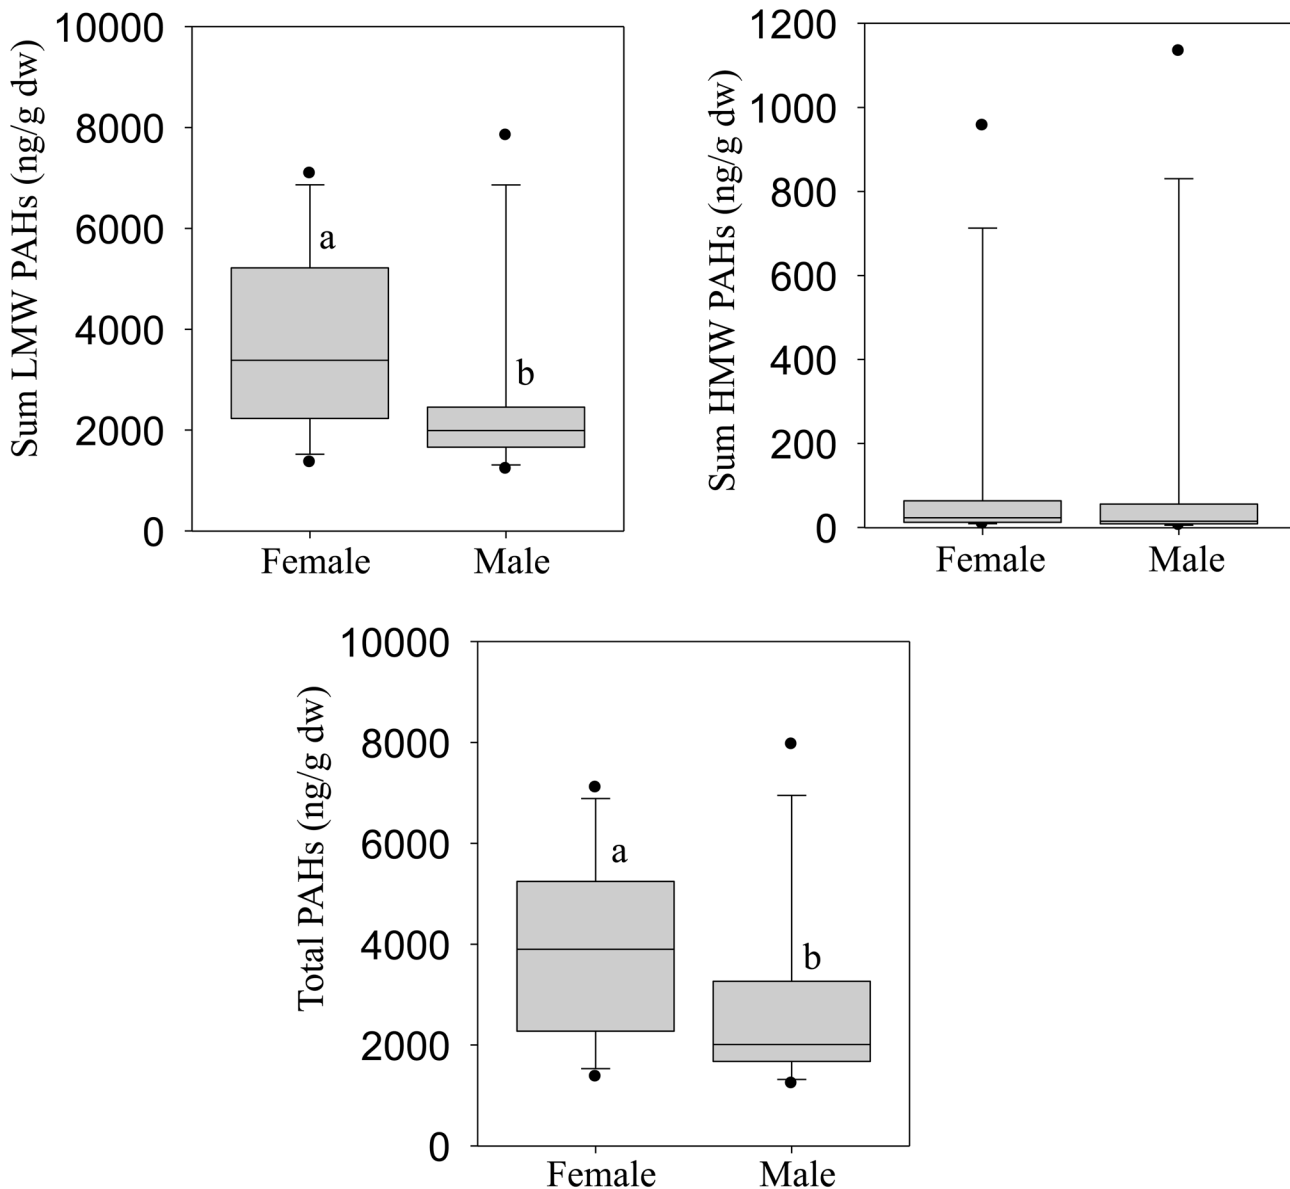 Sum LMW PAHs (ng/g dw)
10000
8000
6000
4000
2000
0
a
b
Female Male
Sum HMW PAHs (ng/g dw)
1200
1000
800
600
400
200
0
Female Male
Total PAHs (ng/g dw)
10000
8000
6000
4000
2000
0
a
b
Female Male